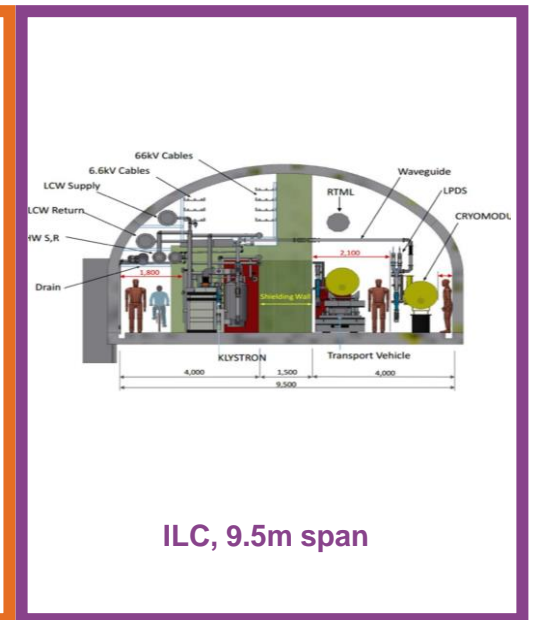 66kV Cables
6.6kV Cables
Waveguide
LCW Supply
RTML
LPDS
LCW Return
CRYOMODU
HW S,R
2,100
Drain
1,800
Shielding Wall
KLYSTRON
Transport Vehicle
4,000
1,500
4,000
9,500
ILC, 9.5m span